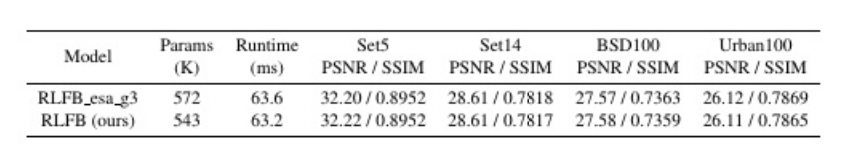 Model Params Runtime Set5 Set14 BSD100 Urban100
(K) (ms) PSNR / SSIM PSNR / SSIM PSNR / SSIM PSNR / SSIM
RLFB_esa_g3 572 63.6 32.20 / 0.8952 28.61 / 0.7818 27.57 / 0.7363 26.12 / 0.7869
RLFB (ours) 543 63.2 32.22 / 0.8952 28.61 / 0.7817 27.58 / 0.7359 26.11 / 0.7865